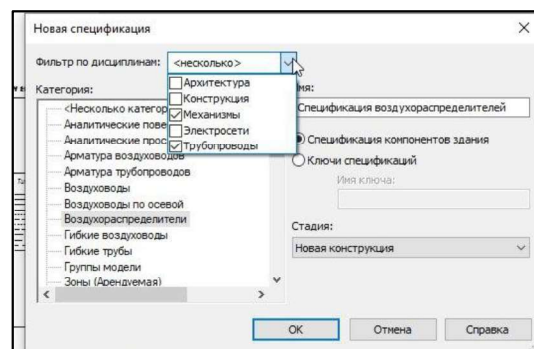 Новая спецификация
Фильтр по дисциплинам: <несколько>
Архитектура
Конструкция
Механизмы
Электросети
Трубопроводы
Категория:
<Несколько категор
Аналитические пове
Аналитические прос
Арматура воздуховодов
Арматура трубопроводов
Воздуховоды
Воздуховоды по осевой
Воздухораспределители
Гибкие воздуховоды
Гибкие трубы
Группы модели
Зоны (Арендуемая)
мя:
Спецификация воздухораспределителей
Спецификация компонентов здания
Ключи спецификаций
Имя ключа:
Стадия:
Новая конструкция
OK Отмена Справка